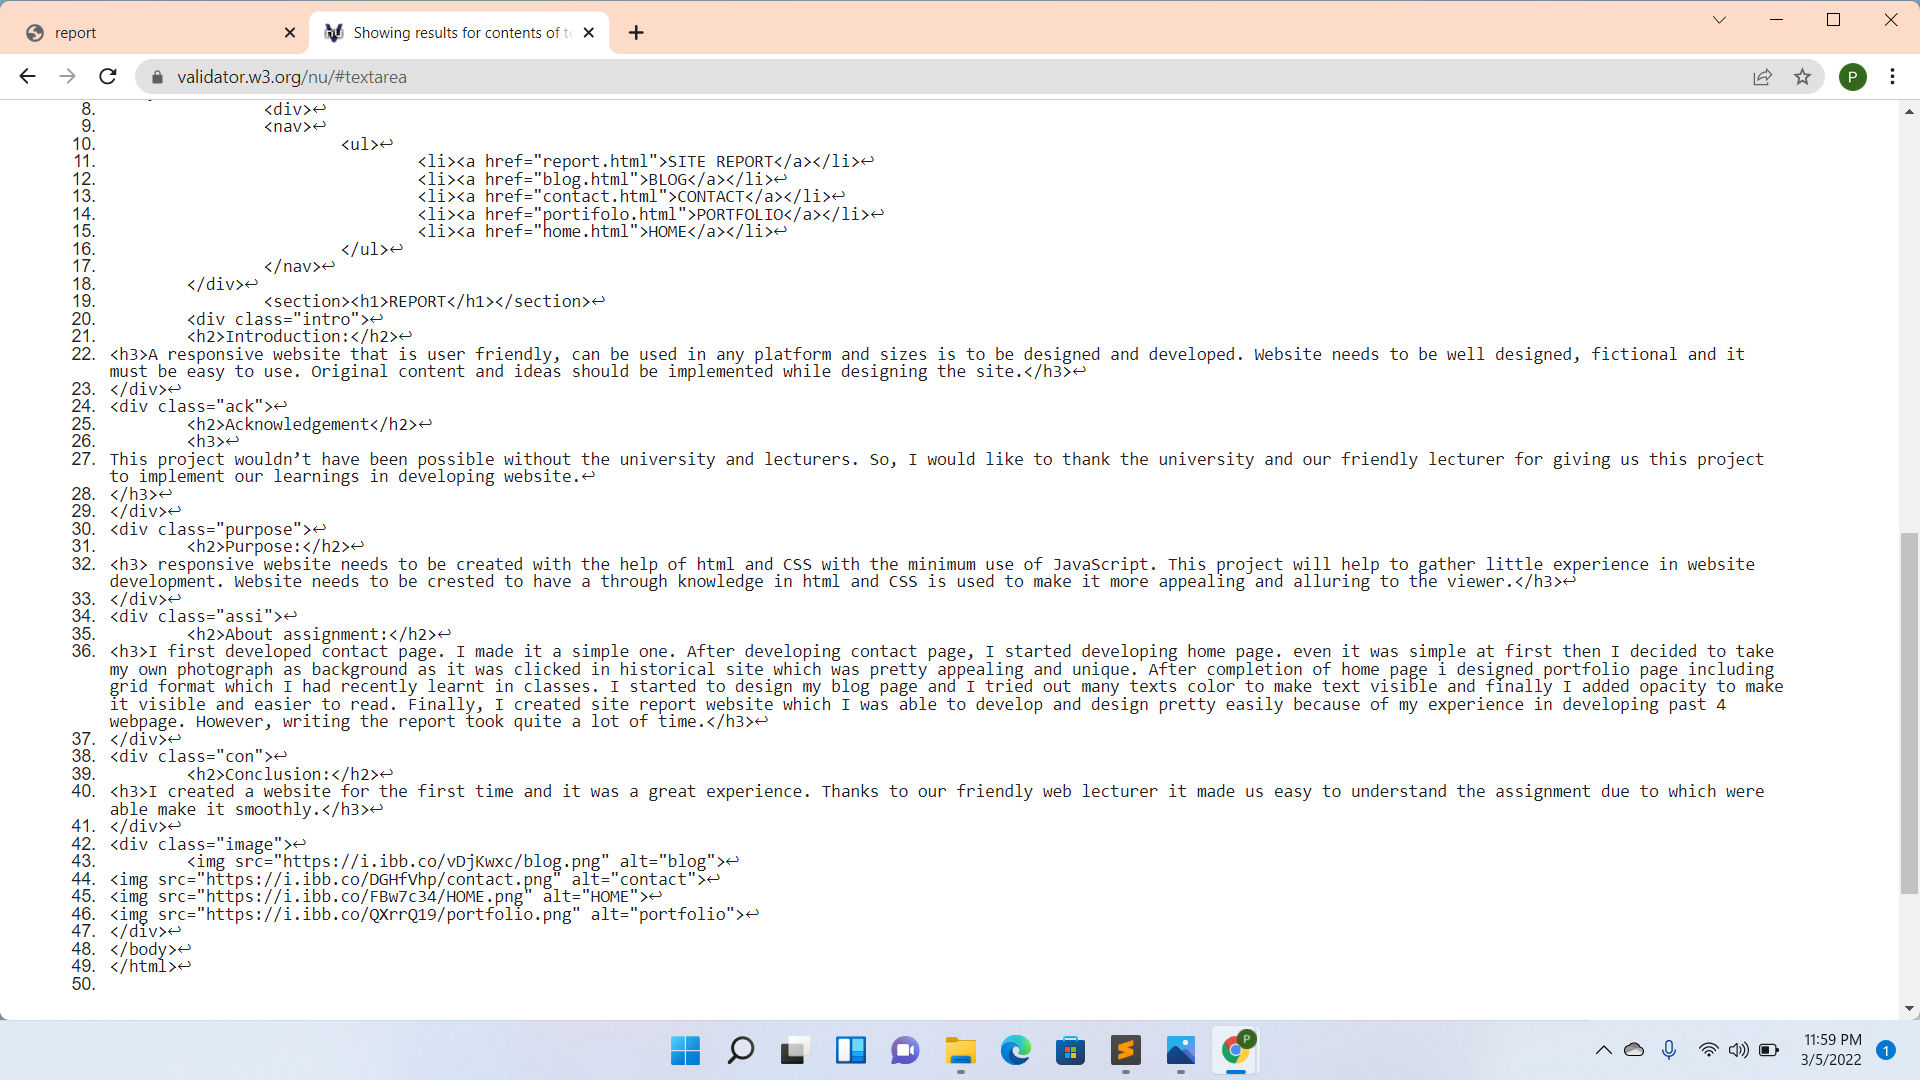 report
Showing results for contents of t
validator.w3.org/nu/#textarea
P
8. <div>↩
9. <nav>↩
10. <ul>↩
11. <li><a href="report.html">SITE REPORT</a></li>↩
12. <li><a href="blog.html">BLOG</a></li>↩
13. <li><a href="contact.html">CONTACT</a></li>↩
14. <li><a href="portifolo.html">PORTFOLIO</a></li>↩
15. <li><a href="home.html">HOME</a></li>↩
16. </ul>↩
17. </nav>↩
18. </div>↩
19. <section><h1>REPORT</h1></section>↩
20. <div class="intro">↩
21. <h2>Introduction:</h2>↩
22. <h3>A responsive website that is user friendly, can be used in any platform and sizes is to be designed and developed. Website needs to be well designed, fictional and it
must be easy to use. Original content and ideas should be implemented while designing the site.</h3>↩
23. </div>↩
24. <div class="ack">↩
25. <h2>Acknowledgement</h2>↩
26. <h3>↩
27. This project wouldn’t have been possible without the university and lecturers. So, I would like to thank the university and our friendly lecturer for giving us this project
to implement our learnings in developing website.↩
28. </h3>↩
29. </div>↩
30. <div class="purpose">↩
31. <h2>Purpose:</h2>↩
32. <h3> responsive website needs to be created with the help of html and CSS with the minimum use of JavaScript. This project will help to gather little experience in website
development. Website needs to be crested to have a through knowledge in html and CSS is used to make it more appealing and alluring to the viewer.</h3>↩
33. </div>↩
34. <div class="assi">↩
35. <h2>About assignment:</h2>↩
36. <h3>I first developed contact page. I made it a simple one. After developing contact page, I started developing home page. even it was simple at first then I decided to take
my own photograph as background as it was clicked in historical site which was pretty appealing and unique. After completion of home page i designed portfolio page including
grid format which I had recently learnt in classes. I started to design my blog page and I tried out many texts color to make text visible and finally I added opacity to make
it visible and easier to read. Finally, I created site report website which I was able to develop and design pretty easily because of my experience in developing past 4
webpage. However, writing the report took quite a lot of time.</h3>↩
37. </div>↩
38. <div class="con">↩
39. <h2>Conclusion:</h2>↩
40. <h3>I created a website for the first time and it was a great experience. Thanks to our friendly web lecturer it made us easy to understand the assignment due to which were
able make it smoothly.</h3>↩
41. </div>↩
42. <div class="image">↩
43. <img src="https://i.ibb.co/vDjKwxc/blog.png" alt="blog">↩
44. <img src="https://i.ibb.co/DGHfVhp/contact.png" alt="contact">↩
45. <img src="https://i.ibb.co/FBw7c34/HOME.png" alt="HOME">↩
46. <img src="https://i.ibb.co/QXrrQ19/portfolio.png" alt="portfolio">↩
47. </div>↩
48. </body>↩
49. </html>↩
50.
P
11:59 PM
3/5/2022
1